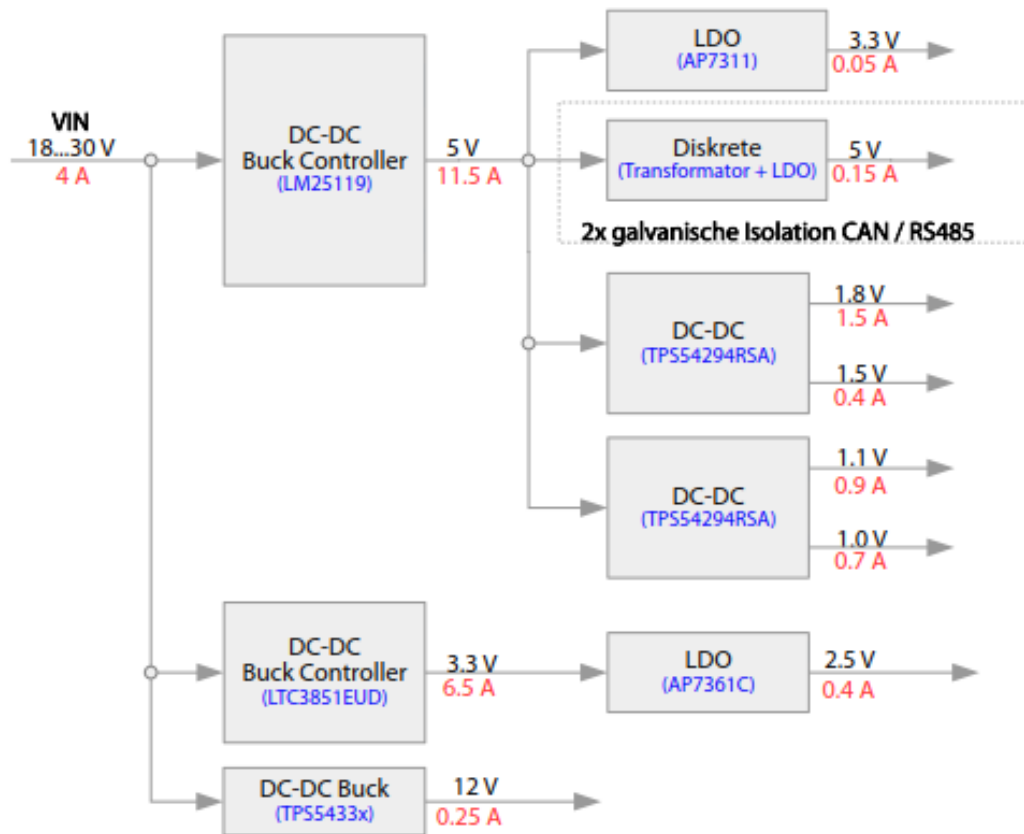 VIN
18...30 V
4 A
DC-DC
Buck Controller
(LM25119)
5 V
11.5 A
LDO
(AP7311)
3.3 V
0.05 A
Diskrete
(Transformator + LDO)
5 V
0.15 A
2x galvanische Isolation CAN / RS485
DC-DC
(TPS54294RSA)
1.8 V
1.5 A
1.5 V
0.4 A
DC-DC
(TPS54294RSA)
1.1 V
0.9 A
1.0 V
0.7 A
DC-DC
Buck Controller
(LTC3851EUD)
3.3 V
6.5 A
LDO
(AP7361C)
2.5 V
0.4 A
DC-DC Buck
(TPS5433x)
12 V
0.25 A